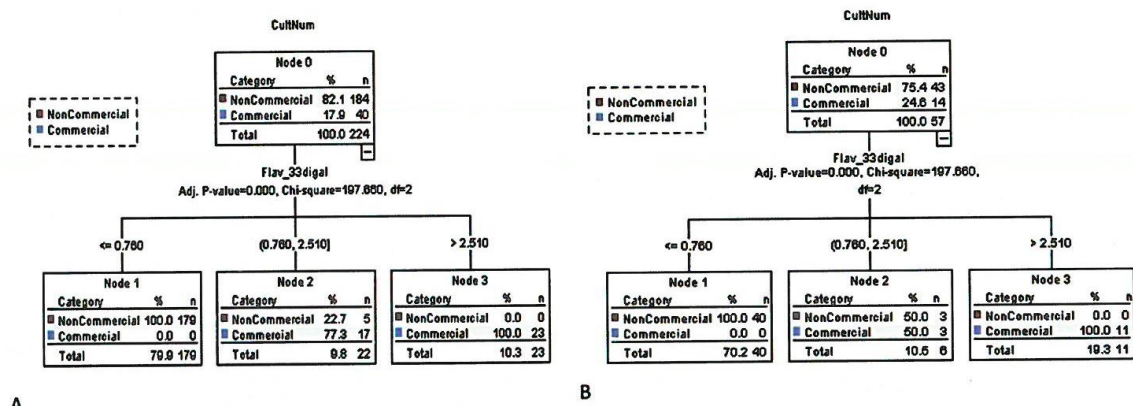 CultNum
Node 0
Category % n
NonCommercial 82.1 184
Commercial 17.9 40
Total 100.0 224
NonCommercial
Commercial
Flav_33digal
Adj. P-value=0.000, Chi-square=197.660, df=2
<= 0.760
(0.760, 2.510]
> 2.510
Node 1
Category % n
NonCommercial 100.0 179
Commercial 0.0 0
Total 79.9 179
Node 2
Category % n
NonCommercial 22.7 5
Commercial 77.3 17
Total 9.8 22
Node 3
Category % n
NonCommercial 0.0 0
Commercial 100.0 23
Total 10.3 23
A
CultNum
Node 0
Category % n
NonCommercial 75.4 43
Commercial 24.6 14
Total 100.0 57
NonCommercial
Commercial
Flav_33digal
Adj. P-value=0.000, Chi-square=197.660,
df=2
<= 0.760
(0.760, 2.510]
> 2.510
Node 1
Category % n
NonCommercial 100.0 40
Commercial 0.0 0
Total 70.2 40
Node 2
Category % n
NonCommercial 50.0 3
Commercial 50.0 3
Total 10.5 6
Node 3
Category % n
NonCommercial 0.0 0
Commercial 100.0 11
Total 19.3 11
B